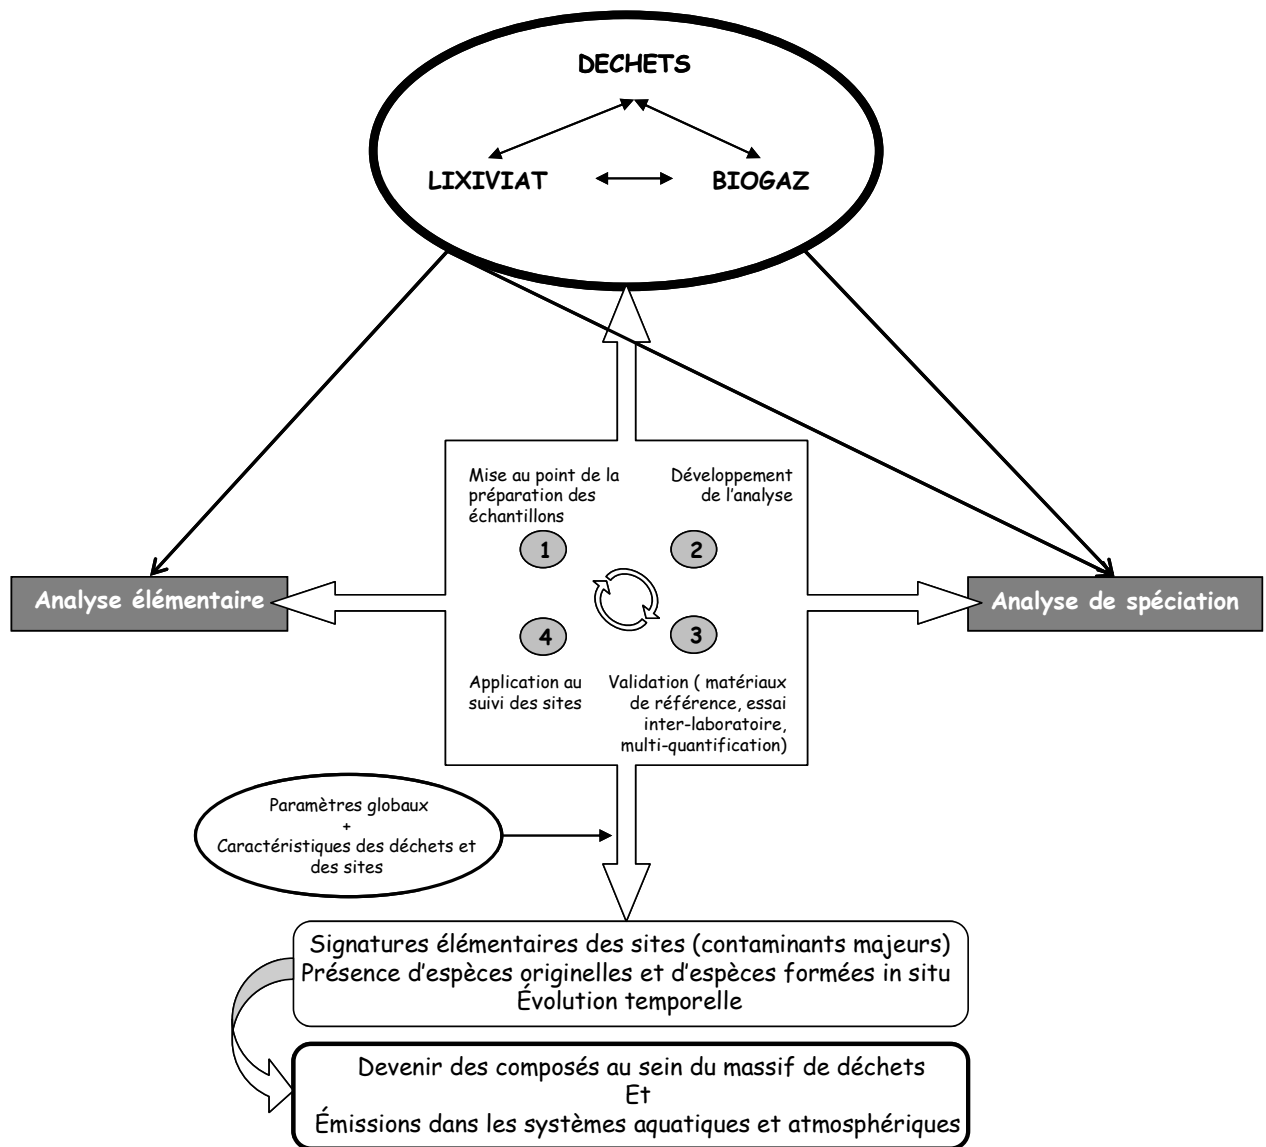 DECHETS
LIXIVIAT
BIOGAZ
Mise au point de la
préparation des
échantillons
Développement
de l'analyse
1
2
Analyse élémentaire
Analyse de spéciation
4
3
Application au
suivi des sites
Validation ( matériaux
de référence, essai
inter-laboratoire,
multi-quantification)
Paramètres globaux
+
Caractéristiques des déchets et
des sites
Signatures élémentaires des sites (contaminants majeurs)
Présence d'espèces originelles et d'espèces formées in situ
Évolution temporelle
Devenir des composés au sein du massif de déchets
Et
Émissions dans les systèmes aquatiques et atmosphériques